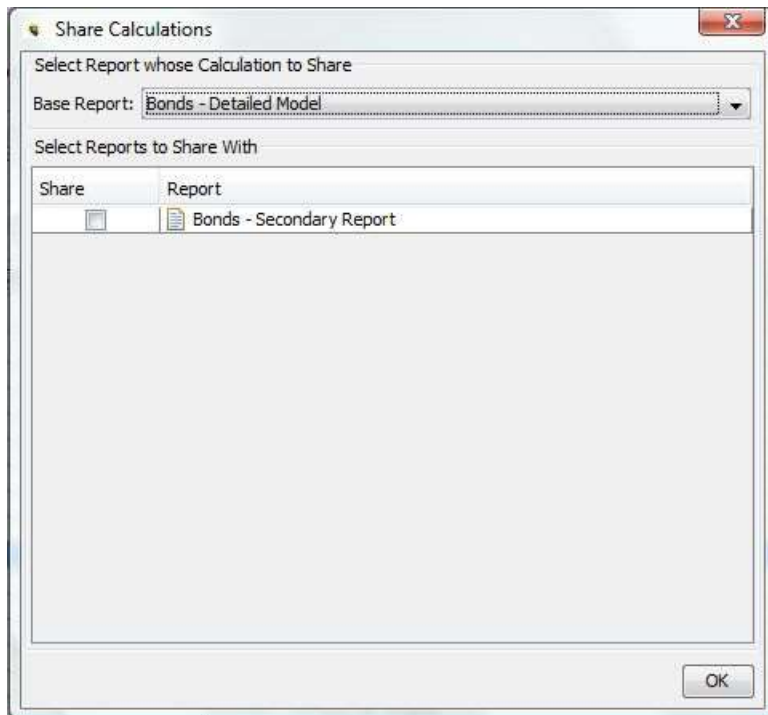 Share Calculations
Select Report whose Calculation to Share
Base Report: Bonds - Detailed Model
Select Reports to Share With
Share Report
Bonds - Secondary Report
OK